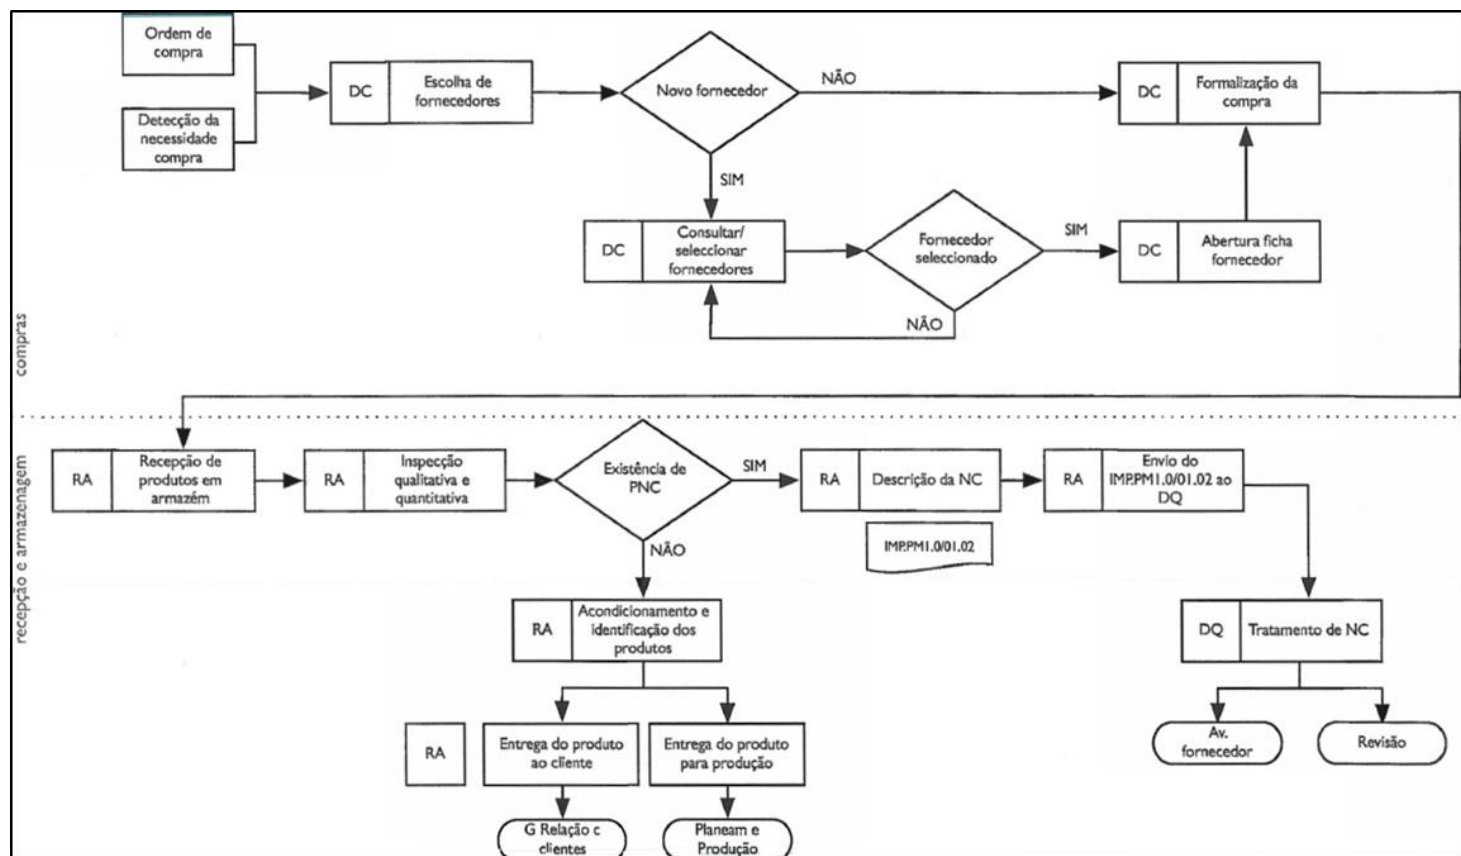 Ordem de
compra
Detecção da
necessidade
compra
DC
Escolha de
fornecedores
Novo fornecedor
NÃO
DC
Formalização da
compra
SIM
DC
Consultar/
seleccionar
fornecedores
Fornecedor
seleccionado
SIM
DC
Abertura ficha
fornecedor
NÃO
compras
recepção e armazenagem
RA
Recepção de
produtos em
armazém
RA
Inspecção
qualitativa e
quantitativa
Existência de
PNC
SIM
RA
Descrição da NC
RA
Envio do
IMP.PM1.0/01.02 ao
DQ
IMP.PM1.0/01.02
NÃO
RA
Acondicionamento e
identificação dos
produtos
DQ
Tratamento de NC
RA
Entrega do produto
ao cliente
Entrega do produto
para produção
Av.
fornecedor
Revisão
G Relação c
clientes
Planeam e
Produção